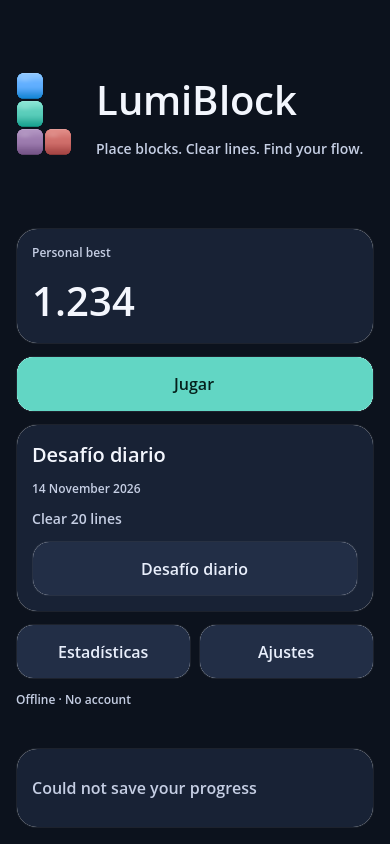 LumiBlock
Place blocks. Clear lines. Find your flow.
Personal best
1.234
Jugar
Desafío diario
14 November 2026
Clear 20 lines
Desafío diario
Estadísticas
Ajustes
Offline · No account
Could not save your progress